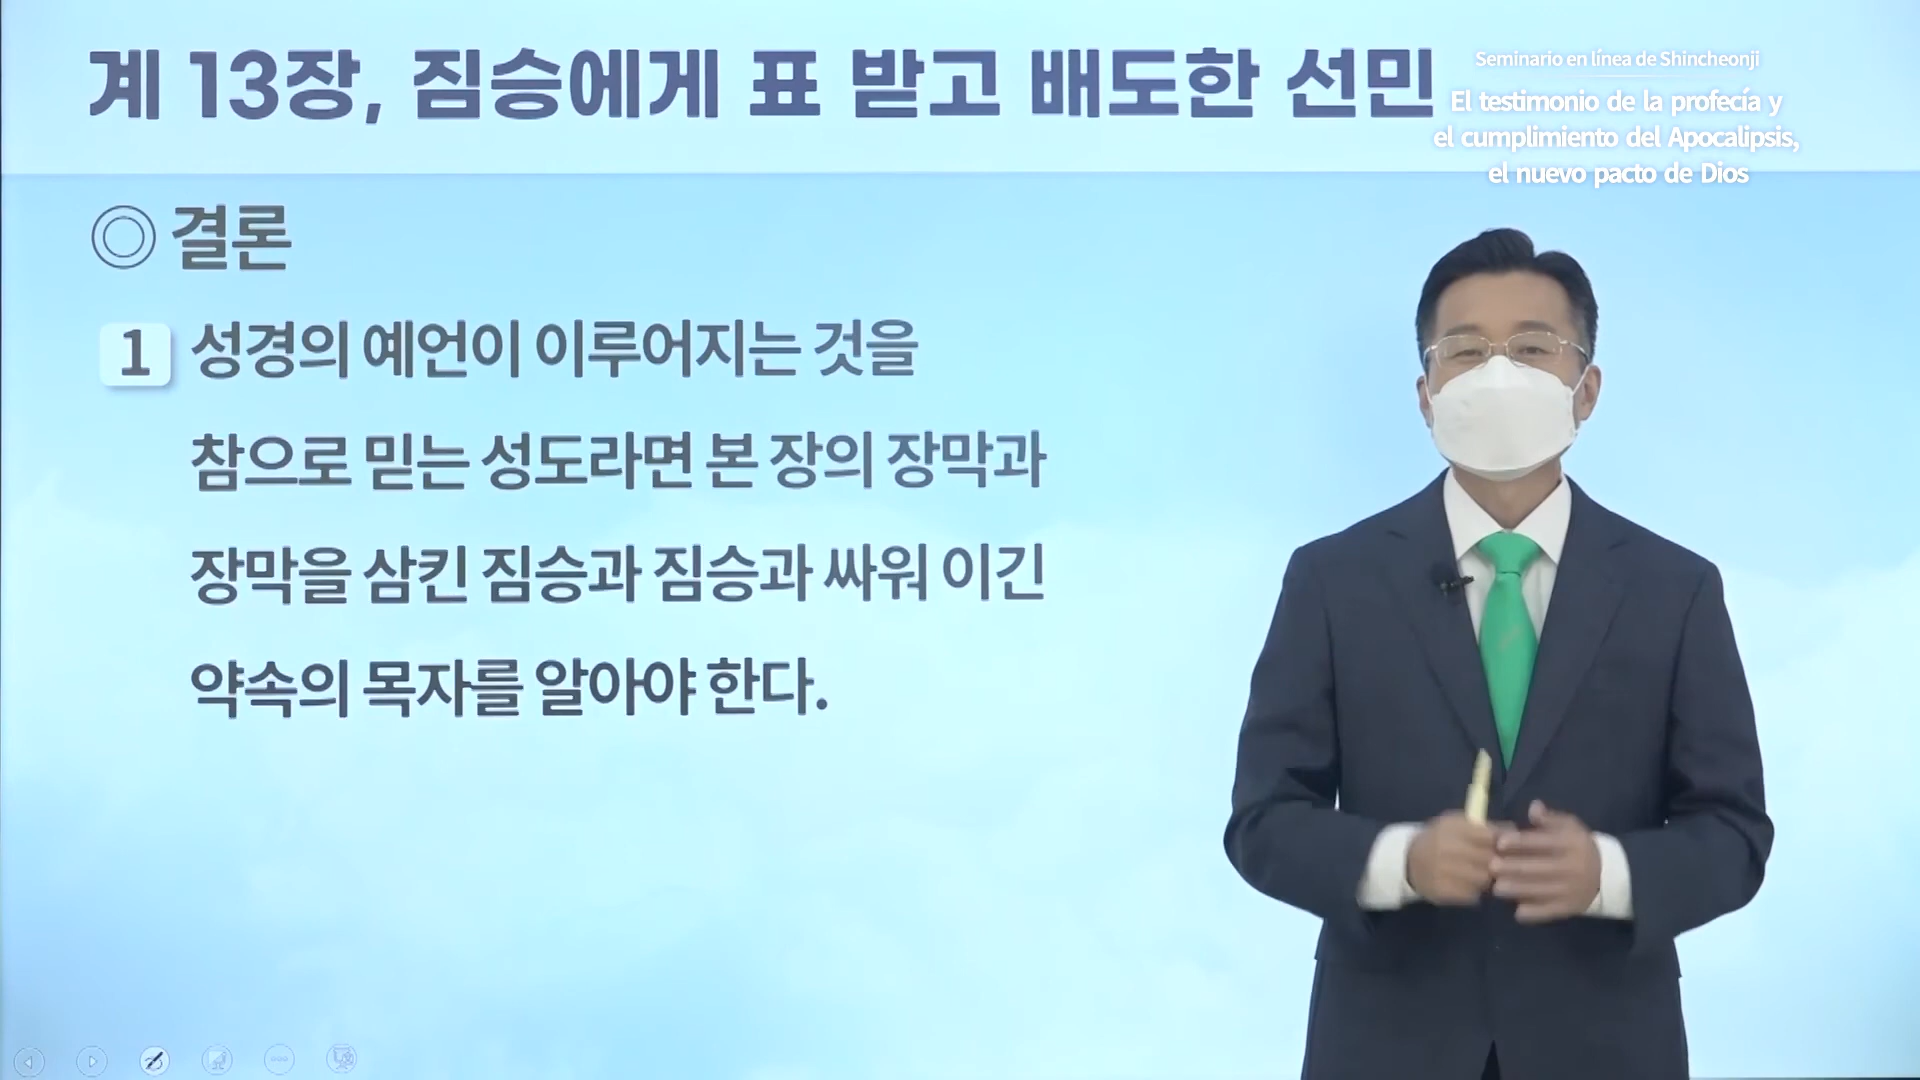 계 13장, 짐승에게 표 받고 배도한 선민
Seminario en línea de Shincheonji
El testimonio de la profecía y
el cumplimiento del Apocalipsis,
el nuevo pacto de Dios
◎ 결론
1 성경의 예언이 이루어지는 것을
참으로 믿는 성도라면 본 장의 장막과
장막을 삼킨 짐승과 짐승과 싸워 이긴
약속의 목자를 알아야 한다.